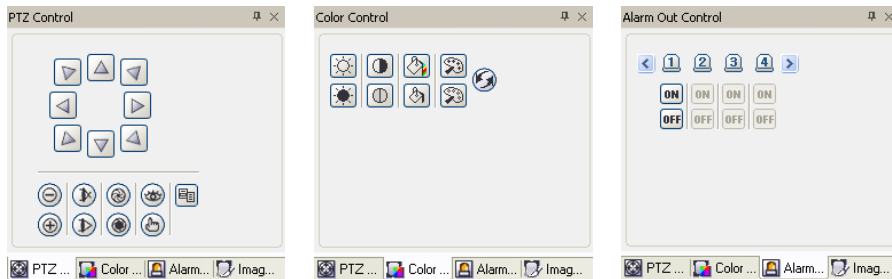 PTZ Control
PTZ ... Color ... Alarm... Imag...
Color Control
PTZ ... Color ... Alarm... Imag...
Alarm Out Control
1 2 3 4
ON ON ON ON
OFF OFF OFF OFF
PTZ ... Color ... Alarm... Imag...